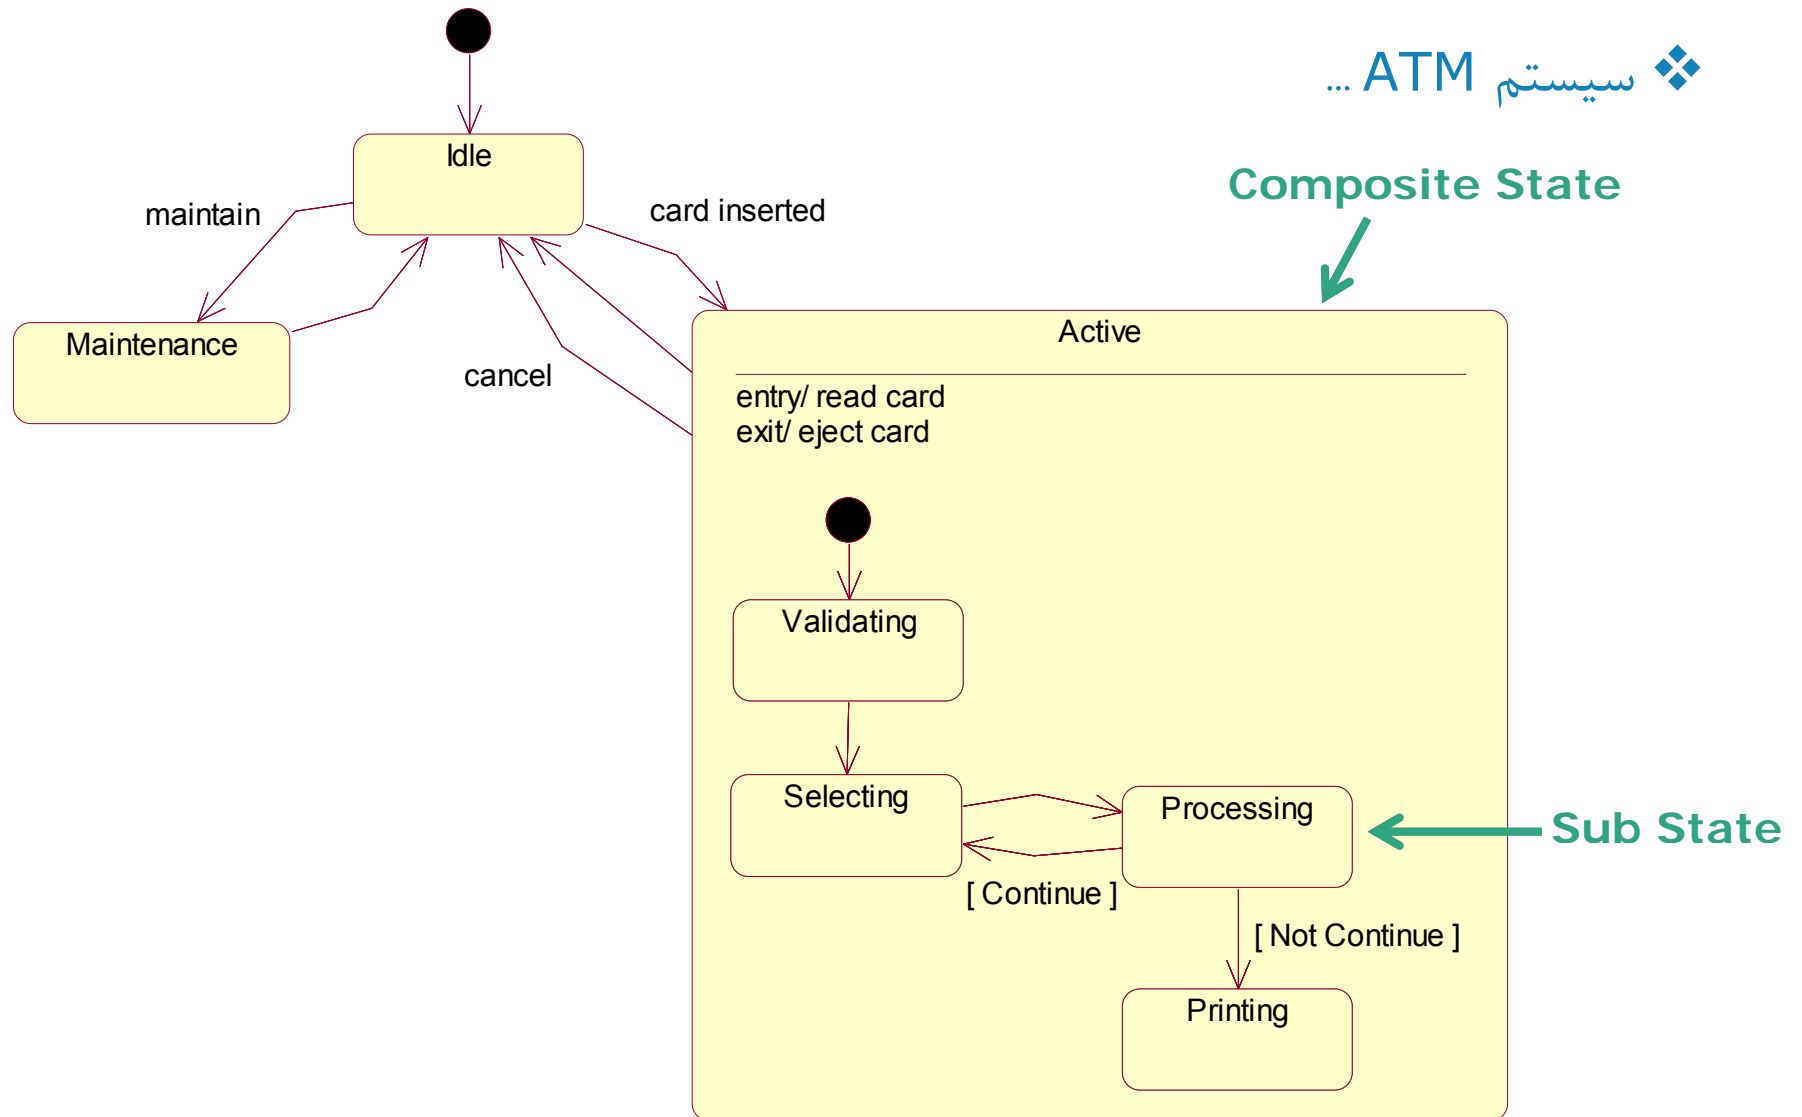 ❖ سیستم ATM ...
Composite State
Idle
maintain
card inserted
Maintenance
Active
cancel
entry/ read card
exit/ eject card
Validating
Selecting
Processing
Sub State
[ Continue ]
[ Not Continue ]
Printing